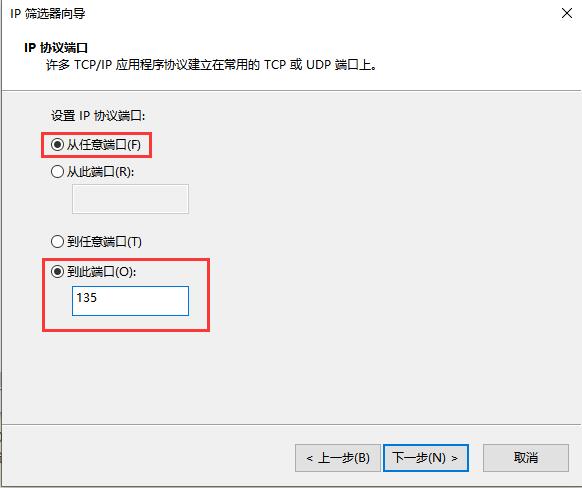 IP 筛选器向导
IP 协议端口
许多 TCP/IP 应用程序协议建立在常用的 TCP 或 UDP 端口上。
设置 IP 协议端口:
从任意端口(F)
从此端口(R):
到任意端口(T)
到此端口(O):
135
< 上一步(B) 下一步(N) > 取消